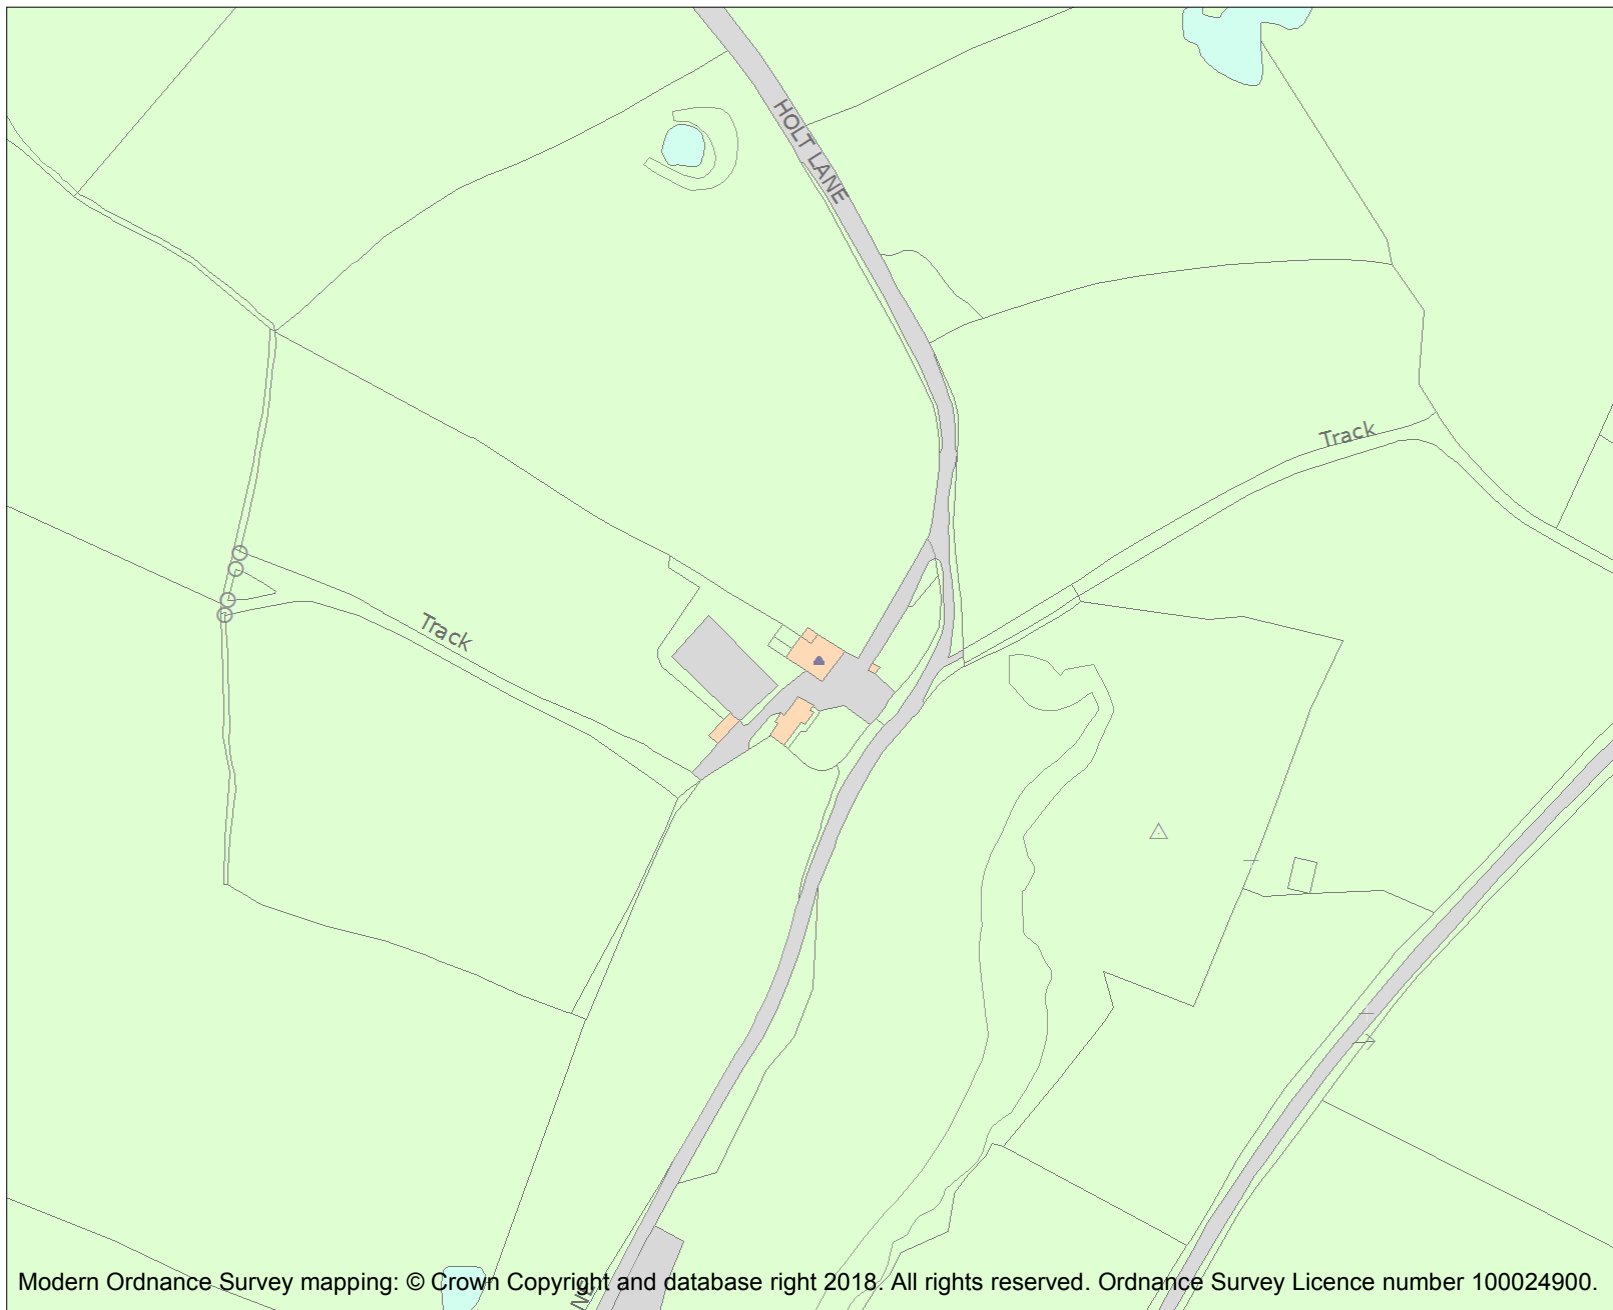 HOLT LANE
Track
Track
Modern Ordnance Survey mapping: © Crown Copyright and database right 2018. All rights reserved. Ordnance Survey Licence number 100024900.